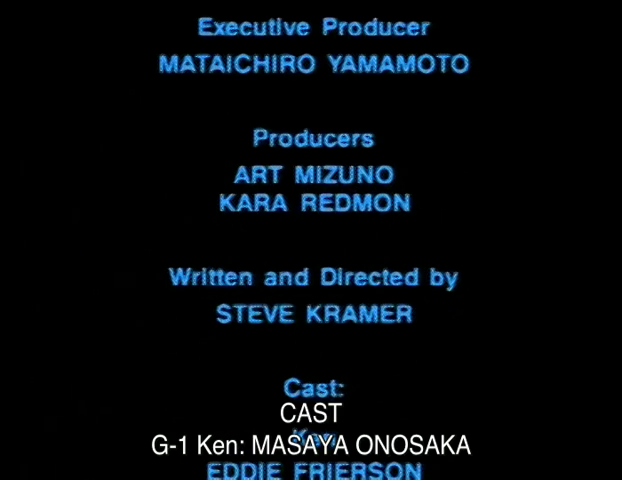 Executive Producer
MATAICHIRO YAMAMOTO
Producers
ART MIZUNO
KARA REDMON
Written and Directed by
STEVE KRAMER
Cast:
CAST
Ken
G-1 Ken: MASAYA ONOSAKA
EDDIE FRIERSON